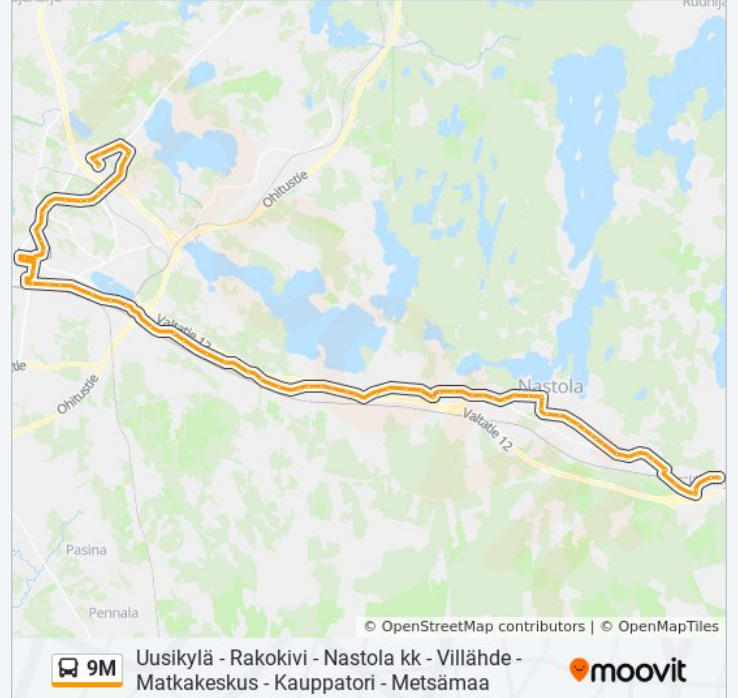 Ohitustie
Valtatie 12
Ohitustie
Nastola
Valtatie 12
Pasina
Pennala
© OpenStreetMap contributors | © OpenMapTiles
9M
Uusikylä - Rakokivi - Nastola kk - Villähde -
Matkakeskus - Kauppatori - Metsämaa
moovit